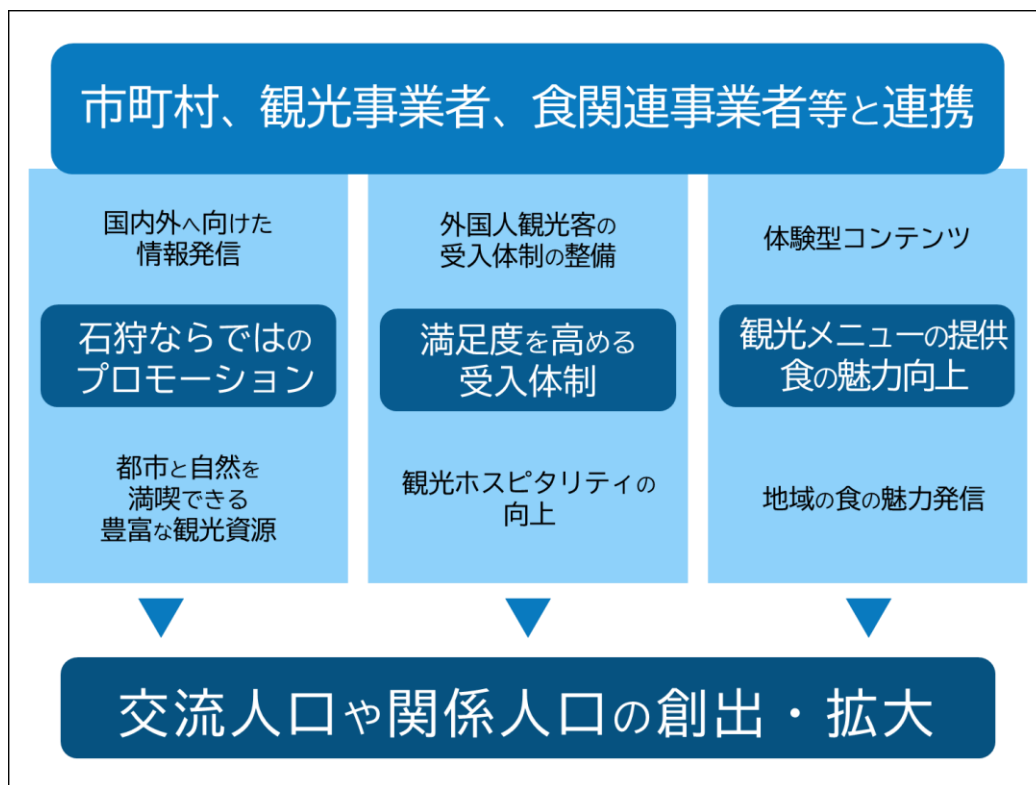 市町村、観光事業者、食関連事業者等と連携
国内外へ向けた
情報発信
石狩ならではの
プロモーション
都市と自然を
満喫できる
豊富な観光資源
外国人観光客の
受入体制の整備
満足度を高める
受入体制
観光ホスピタリティの
向上
体験型コンテンツ
観光メニューの提供
食の魅力向上
地域の食の魅力発信
交流人口や関係人口の創出・拡大